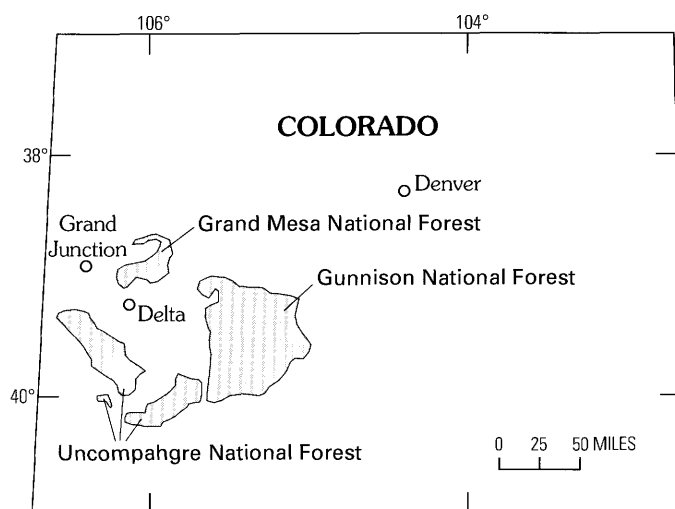 106°
104°
COLORADO
38°
Denver
Grand
Junction
Grand Mesa National Forest
Gunnison National Forest
Delta
40°
Uncompahgre National Forest
0 25 50 MILES